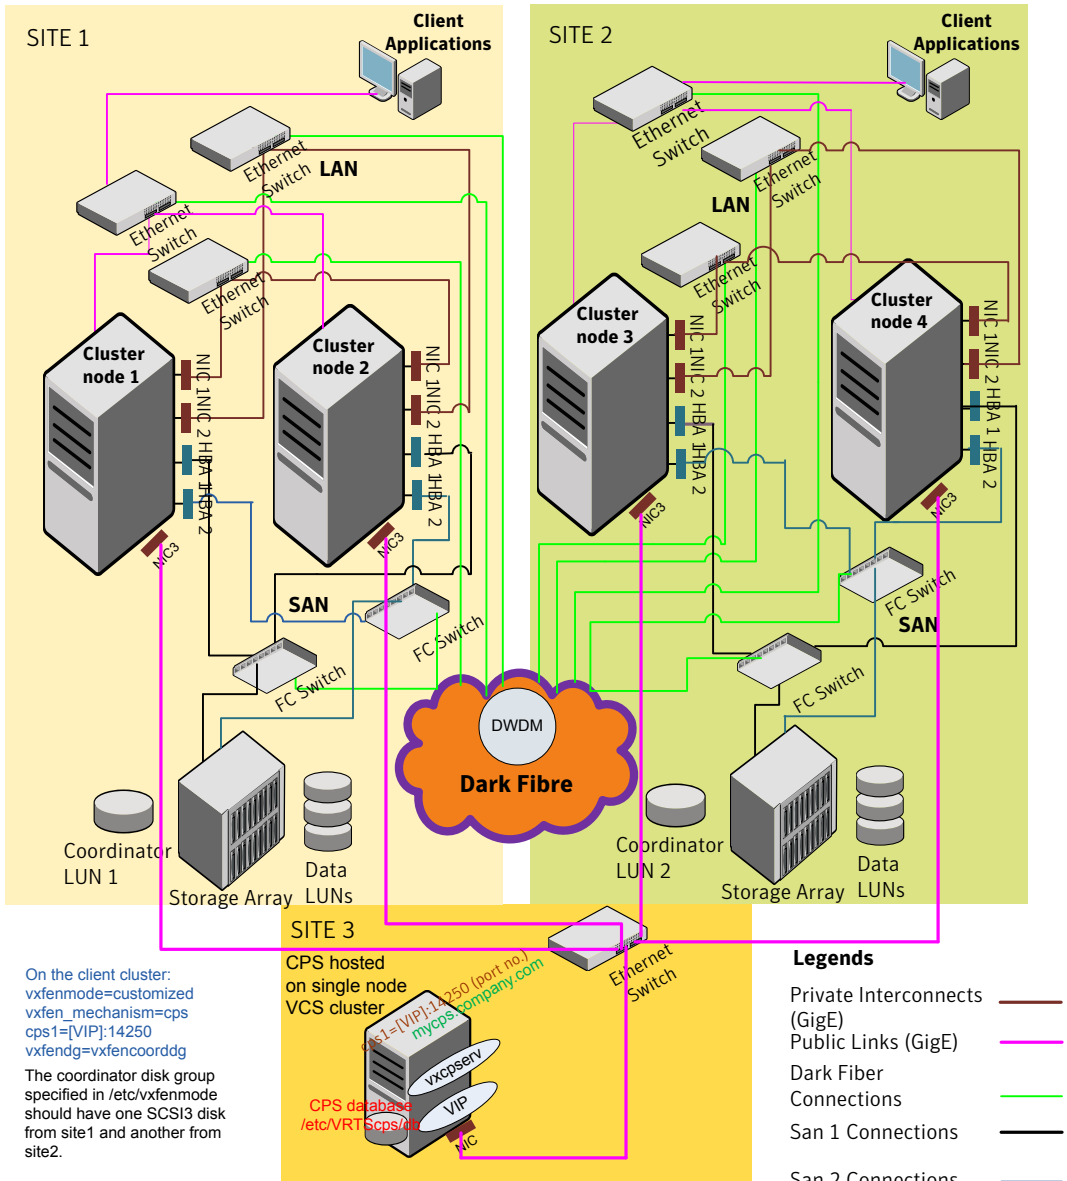 SITE 1
Client
Applications
Ethernet
Switch
LAN
Ethernet
Switch
Ethernet
Switch
Cluster
node 1
NIC 1
NIC 2
HBA 1
HBA 2
NIC3
Cluster
node 2
NIC 1
NIC 2
HBA 1
HBA 2
NIC3
SAN
FC Switch
FC Switch
Coordinator
LUN 1
Storage Array
Data
LUNs
SITE 2
Client
Applications
Ethernet
Switch
Ethernet
Switch
LAN
Ethernet
Switch
Cluster
node 3
NIC 1
NIC 2
HBA 1
HBA 2
NIC3
Cluster
node 4
NIC 1
NIC 2
HBA 1
HBA 2
NIC3
FC Switch
SAN
FC Switch
DWDM
Dark Fibre
Coordinator
LUN 2
Storage Array
Data
LUNs
SITE 3
CPS hosted
on single node
VCS cluster
Ethernet
Switch
cps1=[VIP]:14250 (port no.)
mycps.company.com
vxcpserv
VIP
CPS database
/etc/VRTScps/db
NIC
On the client cluster:
vxfenmode=customized
vxfen_mechanism=cps
cps1=[VIP]:14250
vxfendg=vxfencoorddg
The coordinator disk group
specified in /etc/vxfenmode
should have one SCSI3 disk
from site1 and another from
site2.
Legends
Private Interconnects
(GigE)
Public Links (GigE)
Dark Fiber
Connections
San 1 Connections
San 2 Connections